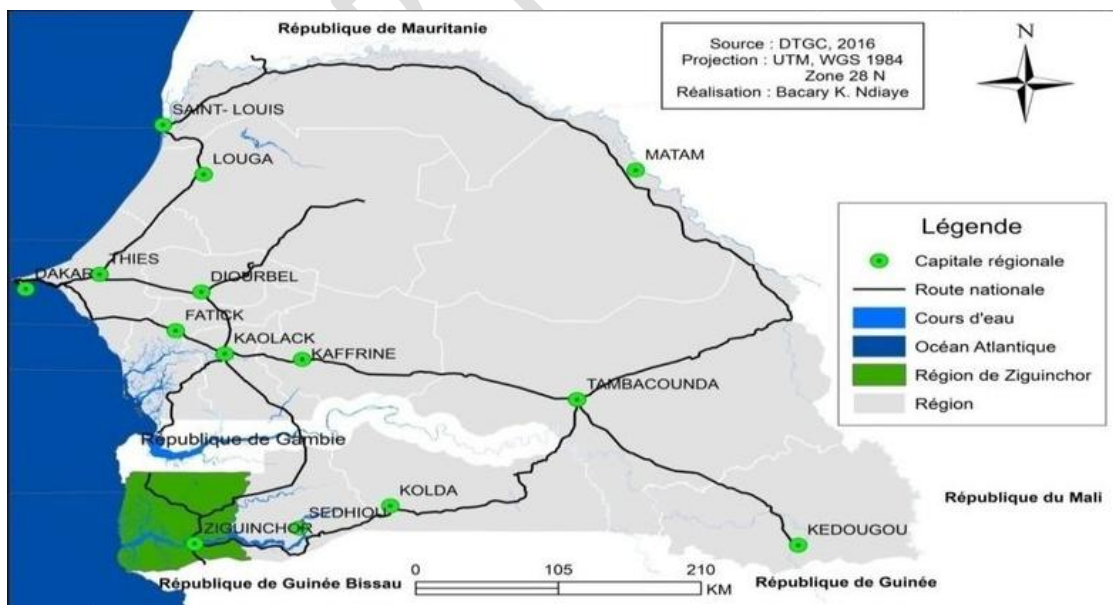 République de Mauritanie
Source : DTGC, 2016
Projection : UTM, WGS 1984
Zone 28 N
Réalisation : Bacary K. Ndiaye
N
SAINT- LOUIS
LOUGA
MATAM
THIES
DAKAR
DIOURBEL
FATICK
KAOLACK
KAFFRINE
TAMBACOUNDA
République de Gambie
KOLDA
SEDHIOU
ZIGUINCHOR
KEDOUGOU
Légende
Capitale régionale
Route nationale
Cours d'eau
Océan Atlantique
Région de Ziguinchor
Région
République du Mali
République de Guinée Bissau
République de Guinée
0 105 210
KM